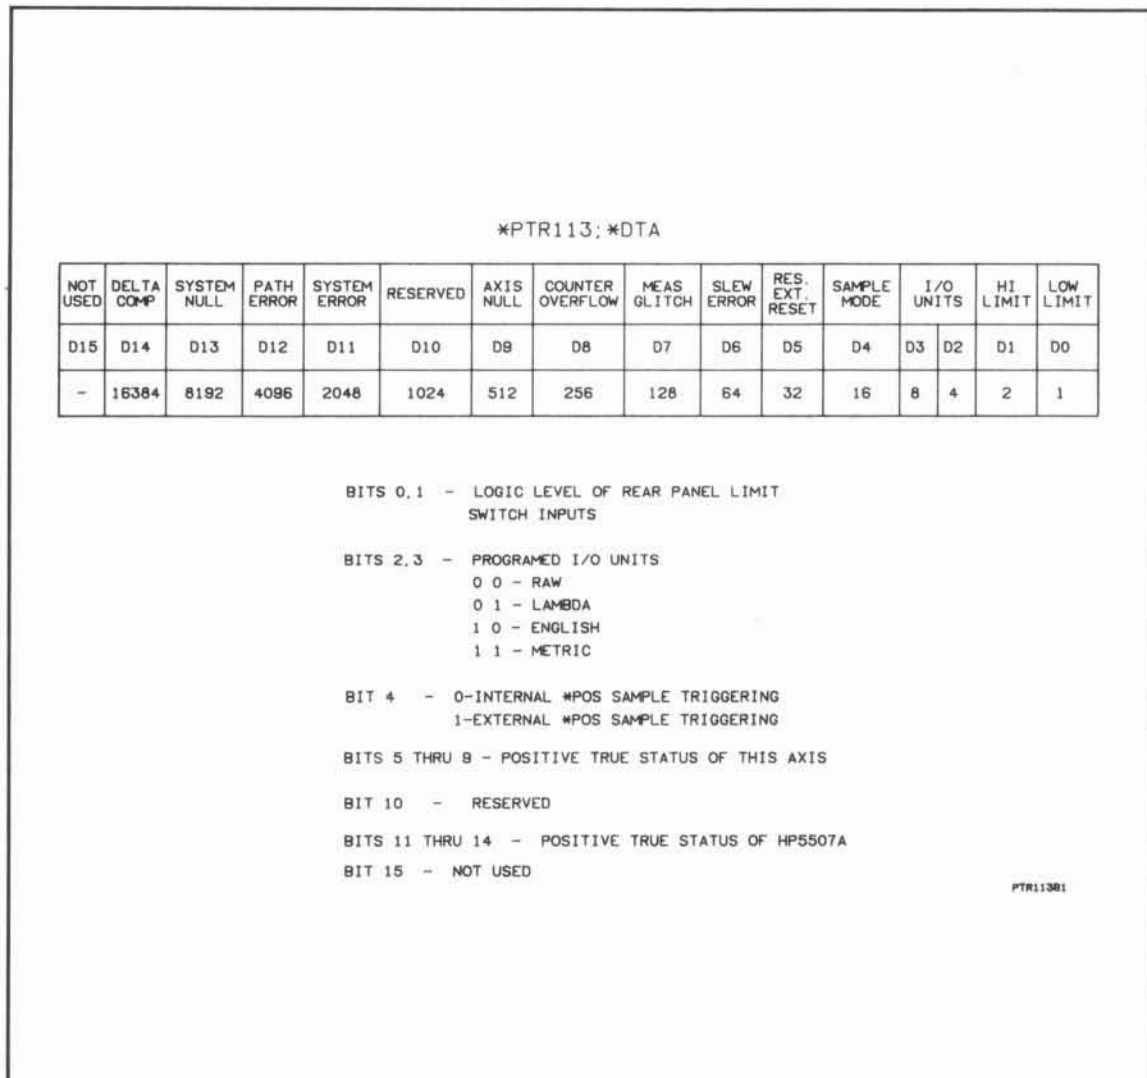 *PTR113;*DTA
NOT USED DELTA COMP SYSTEM NULL PATH ERROR SYSTEM ERROR RESERVED AXIS NULL COUNTER OVERFLOW MEAS GLITCH SLEW ERROR RES. EXT. RESET SAMPLE MODE I/O UNITS HI LIMIT LOW LIMIT
D15 D14 D13 D12 D11 D10 D9 D8 D7 D6 D5 D4 D3 D2 D1 D0
- 16384 8192 4096 2048 1024 512 256 128 64 32 16 8 4 2 1
BITS 0,1 - LOGIC LEVEL OF REAR PANEL LIMIT
SWITCH INPUTS
BITS 2,3 - PROGRAMED I/O UNITS
0 0 - RAW
0 1 - LAMBDA
1 0 - ENGLISH
1 1 - METRIC
BIT 4 - 0-INTERNAL *POS SAMPLE TRIGGERING
1-EXTERNAL *POS SAMPLE TRIGGERING
BITS 5 THRU 9 - POSITIVE TRUE STATUS OF THIS AXIS
BIT 10 - RESERVED
BITS 11 THRU 14 - POSITIVE TRUE STATUS OF HP5507A
BIT 15 - NOT USED
PTR113B1